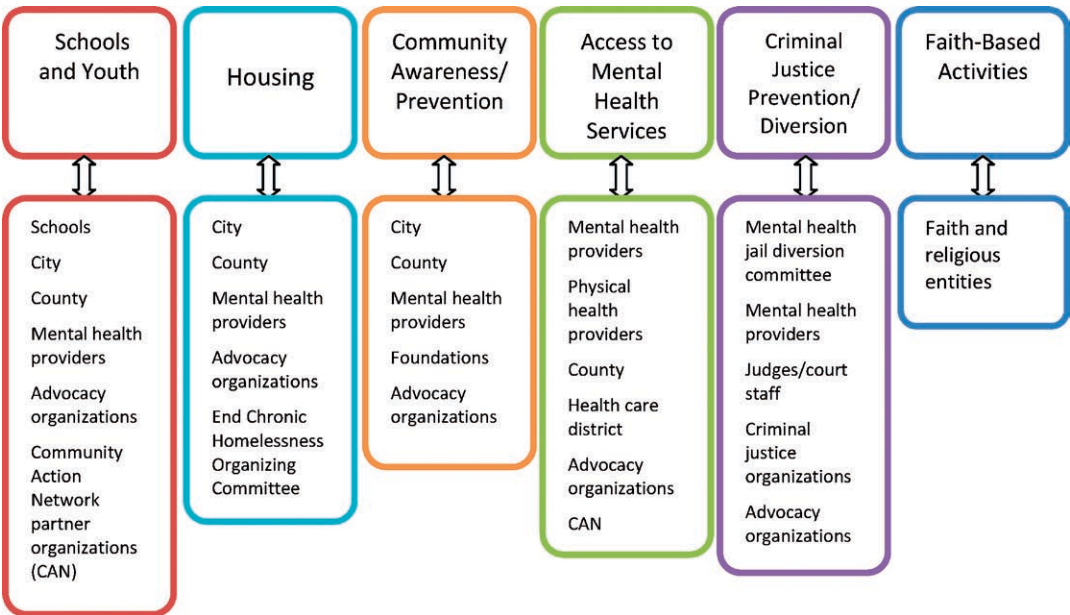 Schools
and Youth
Housing
Community
Awareness/
Prevention
Access to
Mental
Health
Services
Criminal
Justice
Prevention/
Diversion
Faith-Based
Activities
Schools
City
County
Mental health
providers
Advocacy
organizations
Community
Action
Network
partner
organizations
(CAN)
City
County
Mental health
providers
Advocacy
organizations
End Chronic
Homelessness
Organizing
Committee
City
County
Mental health
providers
Foundations
Advocacy
organizations
Mental health
providers
Physical
health
providers
County
Health care
district
Advocacy
organizations
CAN
Mental health
jail diversion
committee
Mental health
providers
Judges/court
staff
Criminal
justice
organizations
Advocacy
organizations
Faith and
religious
entities